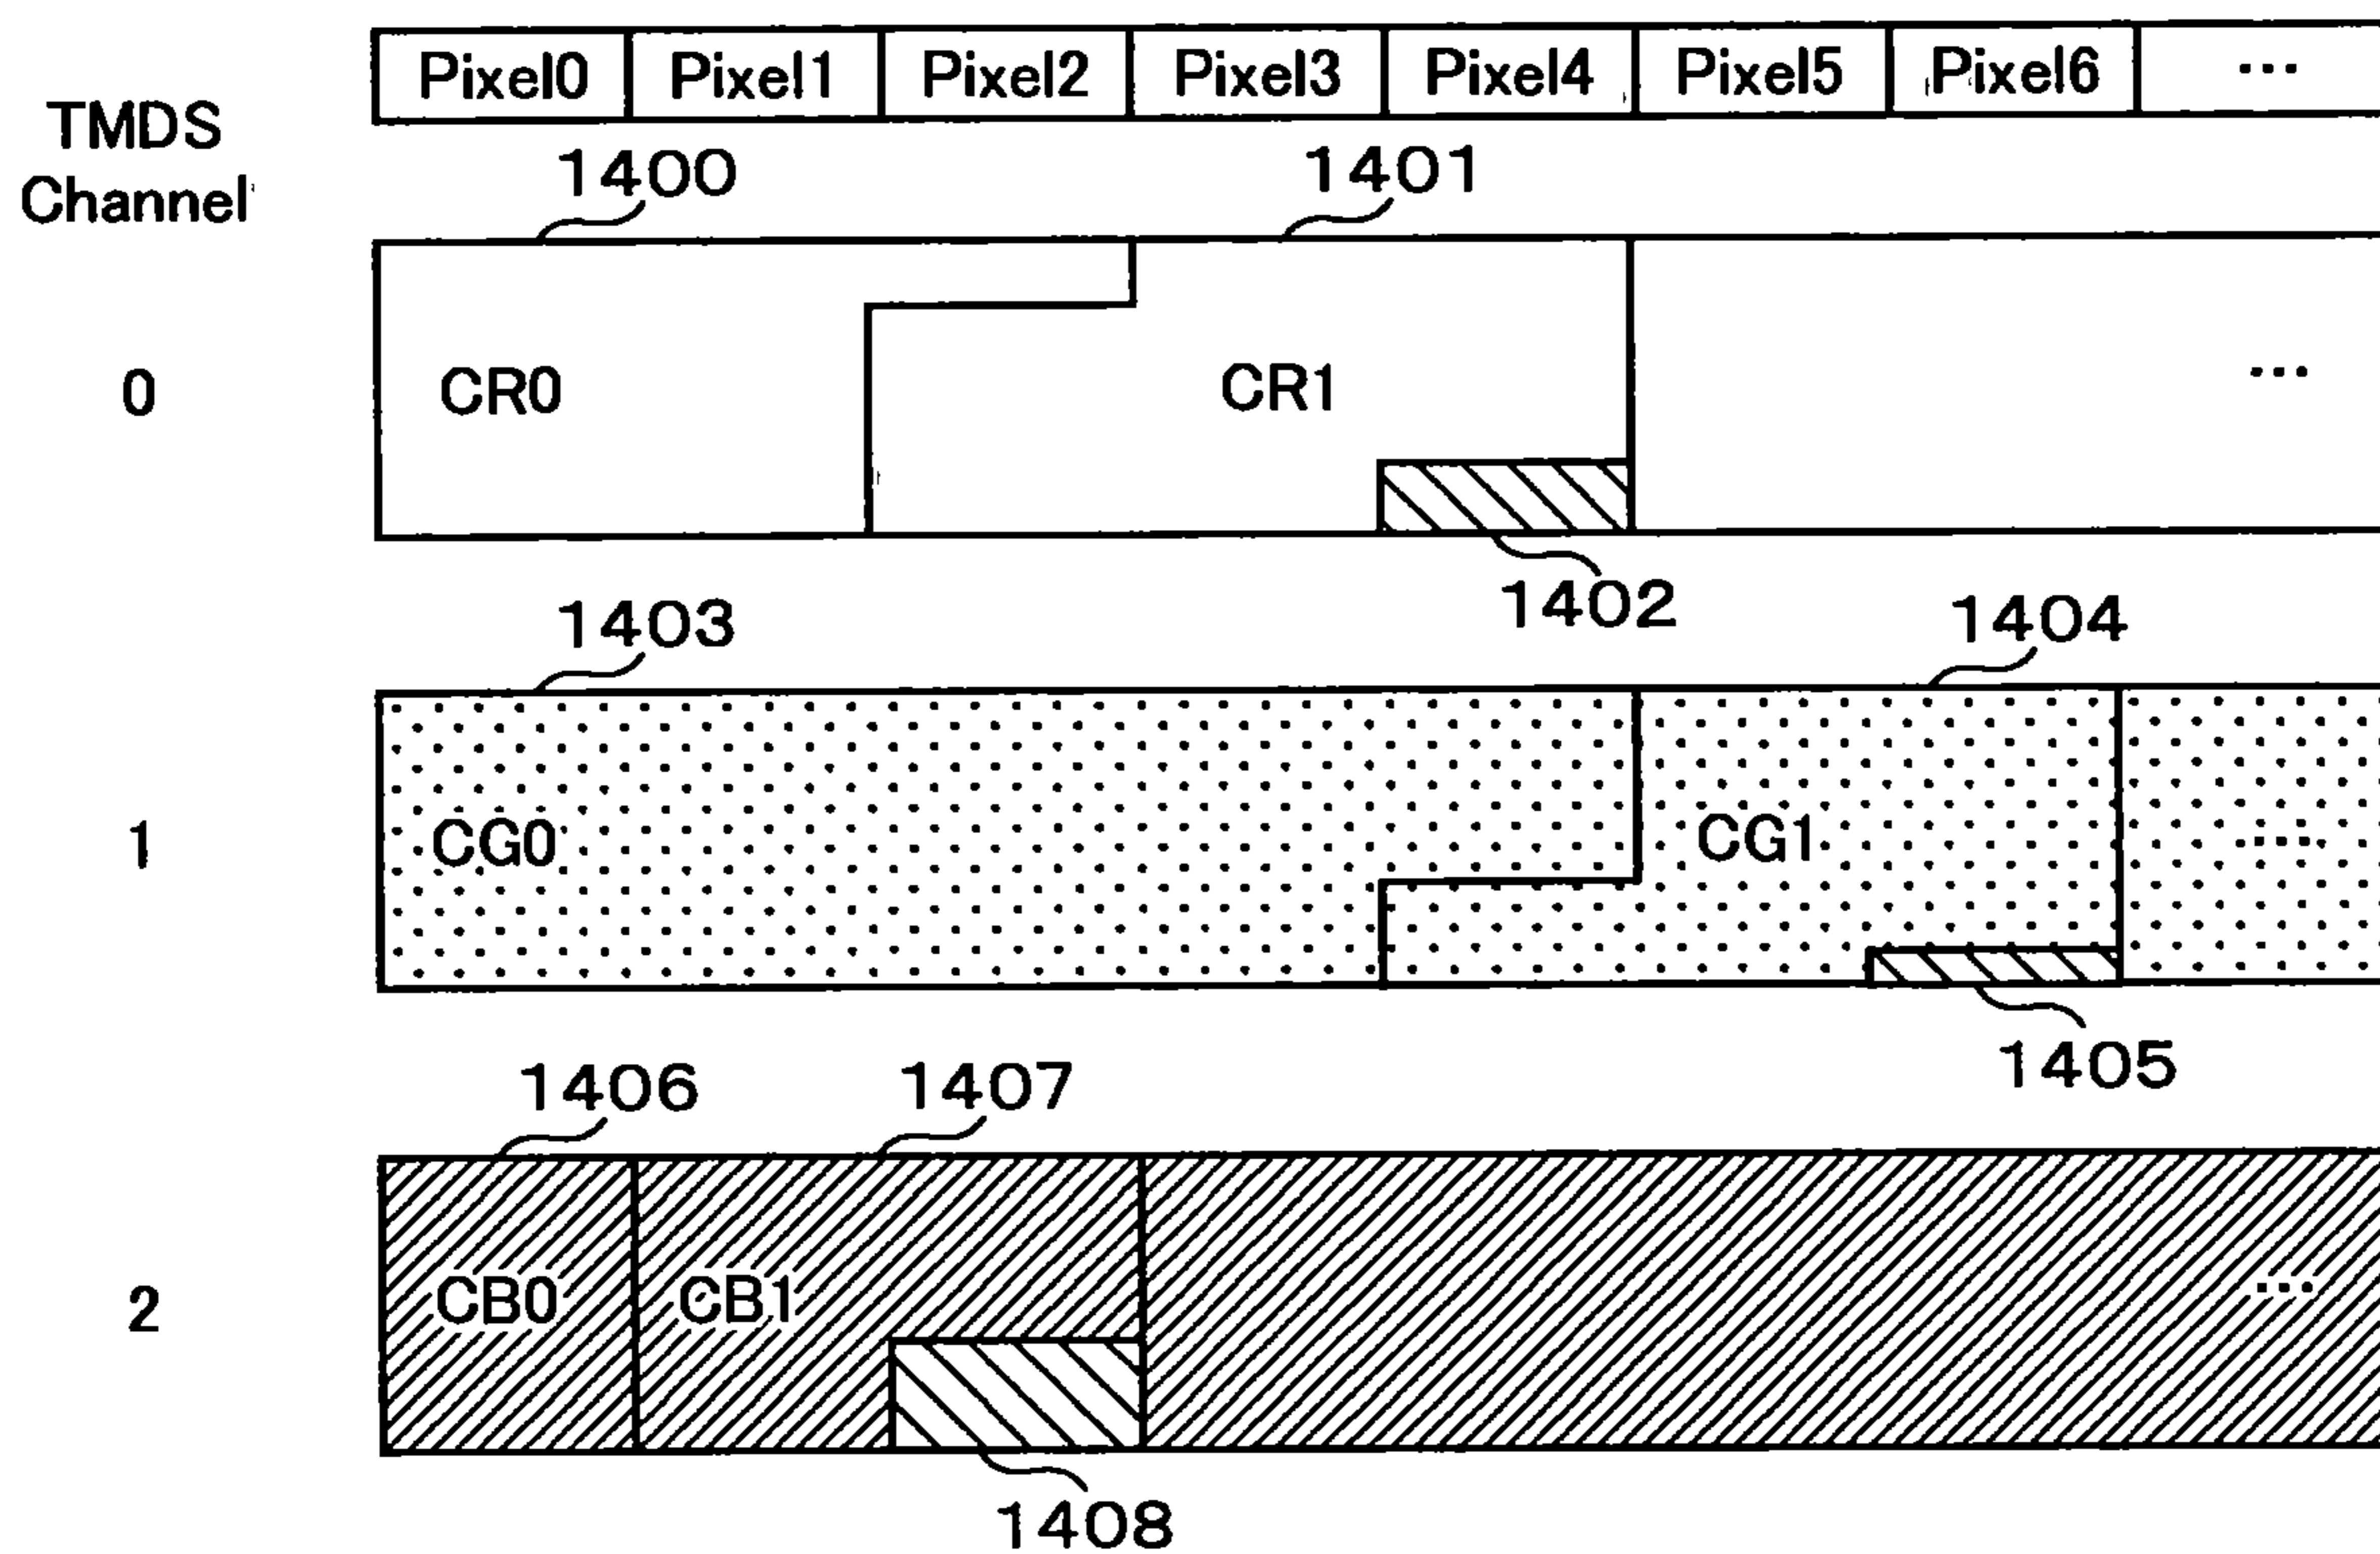 Pixel0 Pixel1 Pixel2 Pixel3 Pixel4 Pixel5 Pixel6 ...
TMDS
Channel
1400 1401
0 CR0 CR1 ...
1402
1403 1404
1 CG0 CG1 ...
1405
1406 1407
2 CB0 CB1 ...
1408